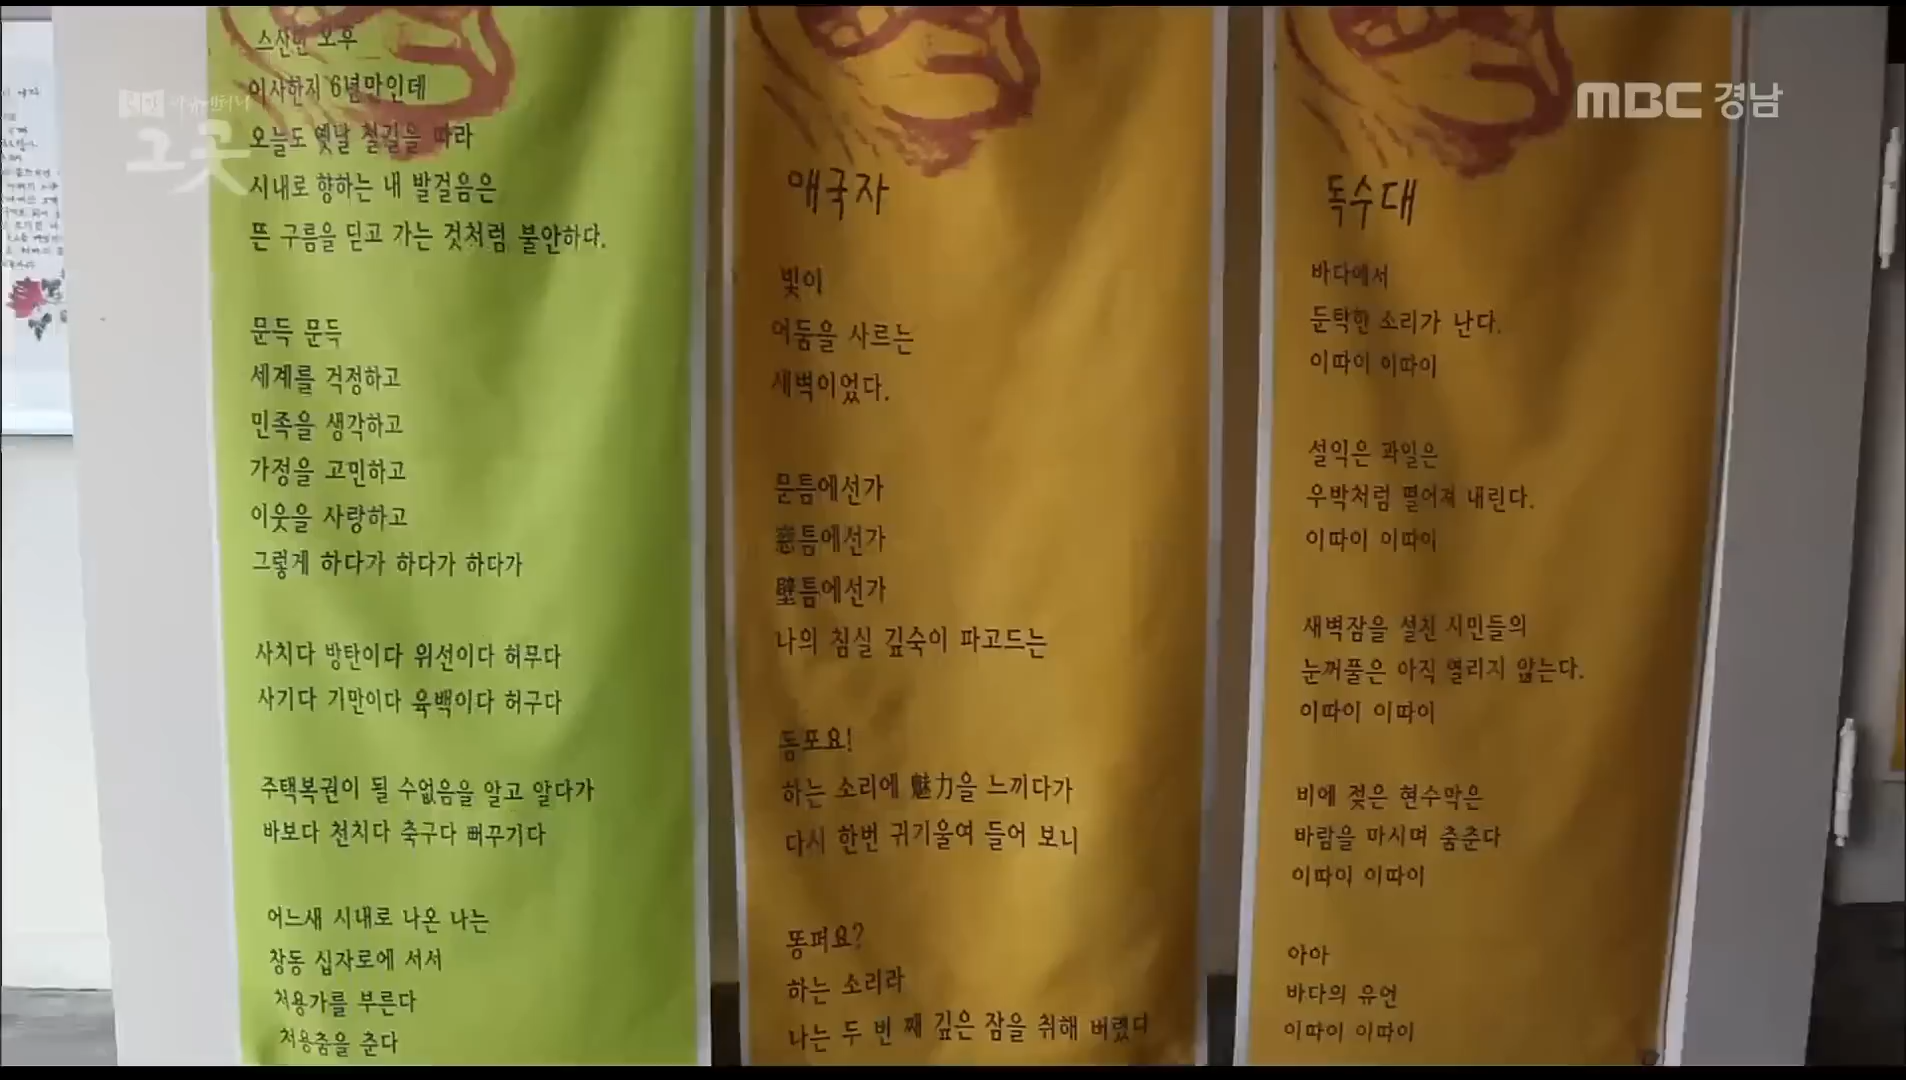 MBC 경남
그 곳
스산한 오후
이사한지 6년만인데
오늘도 옛날 철길을 따라
시내로 향하는 내 발걸음은
뜬 구름을 딛고 가는 것처럼 불안하다.
문득 문득
세계를 걱정하고
민족을 생각하고
가정을 고민하고
이웃을 사랑하고
그렇게 하다가 하다가 하다가
사치다 방탄이다 위선이다 허무다
사기다 기만이다 육백이다 허구다
주택복권이 될 수없음을 알고 알다가
바보다 천치다 축구다 뻐꾸기다
어느새 시내로 나온 나는
창동 십자로에 서서
처용가를 부른다
처용춤을 춘다
매국자
빛이
어둠을 사르는
새벽이었다.
문틈에선가
窓틈에선가
壁틈에선가
나의 침실 깊숙이 파고드는
동포요!
하는 소리에 魅力을 느끼다가
다시 한번 귀기울여 들어 보니
똥퍼요?
하는 소리라
나는 두 번 째 깊은 잠을 취해 버렸다
독수대
바다에서
둔탁한 소리가 난다.
이따이 이따이
설익은 과일은
우박처럼 떨어져 내린다.
이따이 이따이
새벽잠을 설친 시민들의
눈꺼풀은 아직 열리지 않는다.
이따이 이따이
비에 젖은 현수막은
바람을 마시며 춤춘다
이따이 이따이
아아
바다의 유언
이따이 이따이